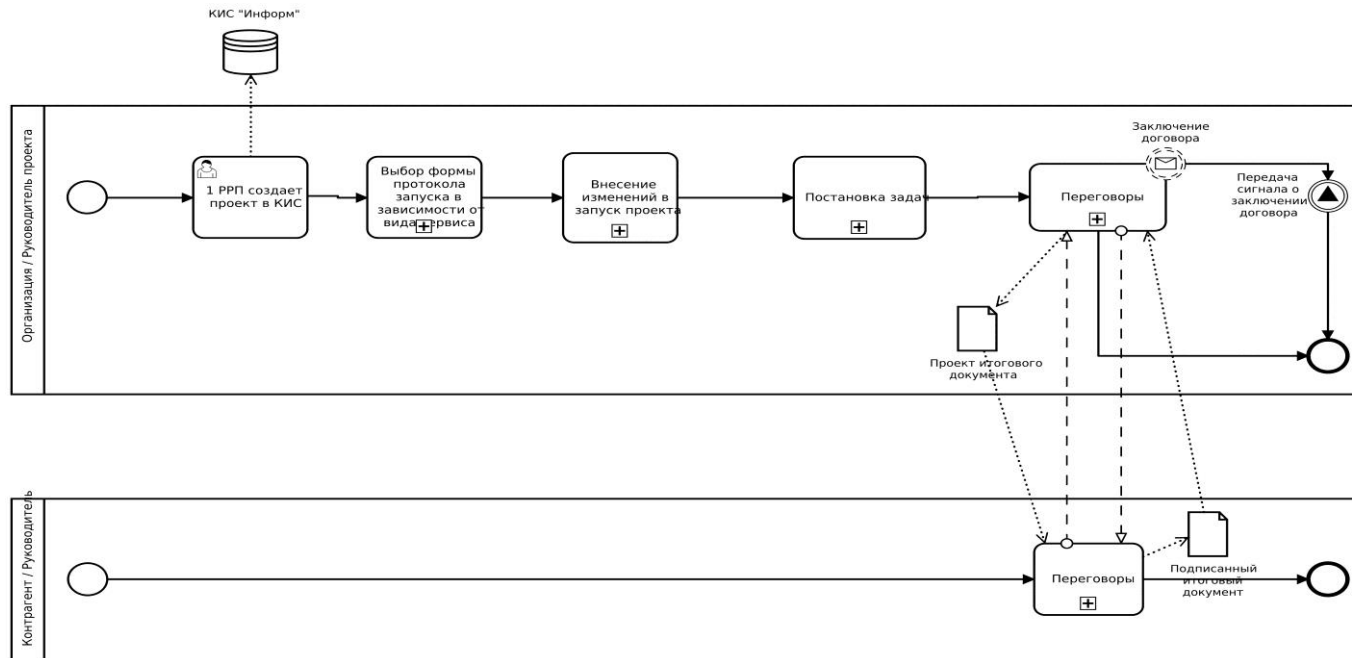 КИС "Информ"
Организация / Руководитель проекта
1 РРП создает
проект в КИС
Выбор формы
протокола
запуска в
зависимости от
вида сервиса
Внесение
изменений в
запуск проекта
Постановка задач
Переговоры
Заключение
договора
Передача
сигнала о
заключении
договора
Проект итогового
документа
Контрагент / Руководитель
Переговоры
Подписанный
итоговый
документ